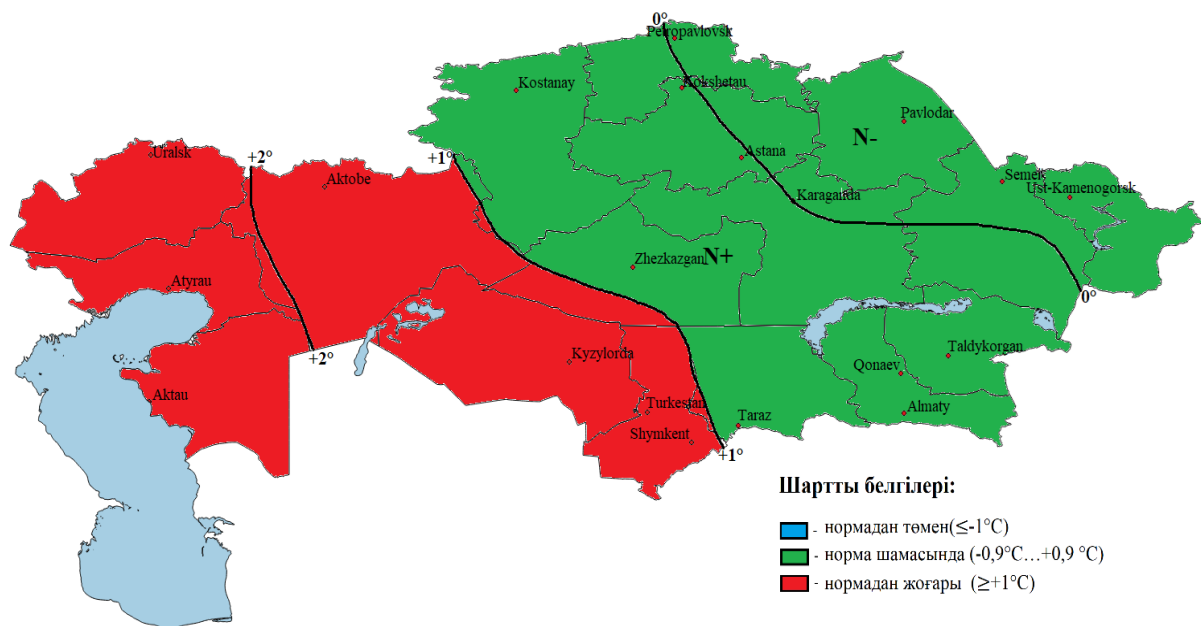 0°
Petropavlovsk
Kostanay
Kokshetau
Pavlodar
N-
Uralsk
+2°
+1°
Astana
Aktobe
Semek
Ust-Kamenogorsk
Karaganda
Zhezkazgan
N+
Atyrau
0°
+2°
Kyzylorda
Taldykorgan
Qonaev
Aktau
Turkestan
Almaty
Taraz
Shymkent
+1°
Шартты белгілері:
- нормадан төмен(≤-1°C)
- норма шамасында (-0,9°C...+0,9 °C)
- нормадан жоғары (≥+1°C)